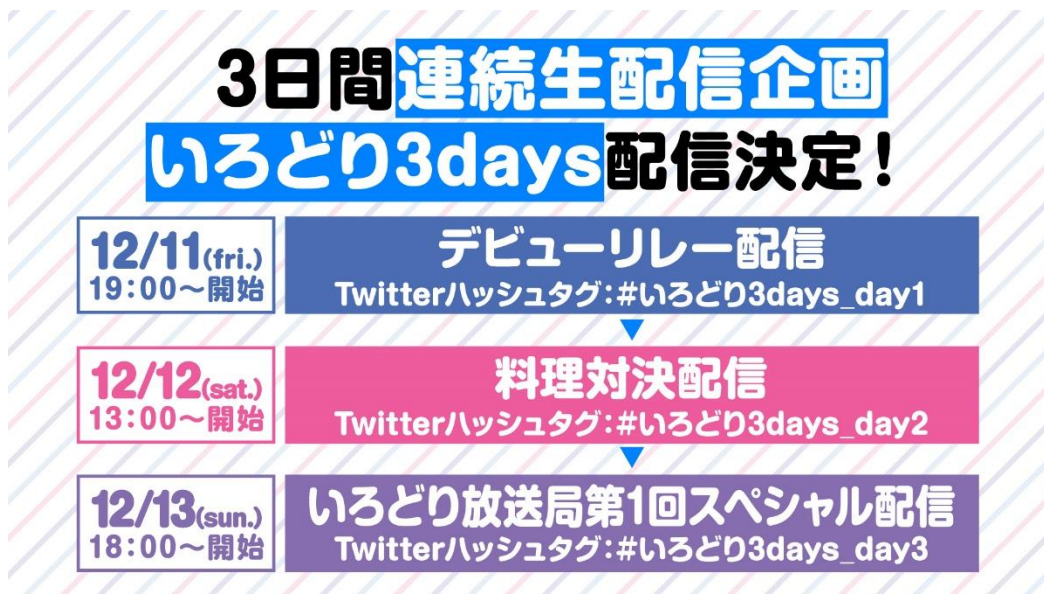 3日間連続生配信企画
いろどり3days配信決定!
12/11(fri.)
19:00〜開始
デビューリレー配信
Twitterハッシュタグ:#いろどり3days_day1
12/12(sat.)
13:00〜開始
料理対決配信
Twitterハッシュタグ:#いろどり3days_day2
12/13(sun.)
18:00〜開始
いろどり放送局第1回スペシャル配信
Twitterハッシュタグ:#いろどり3days_day3